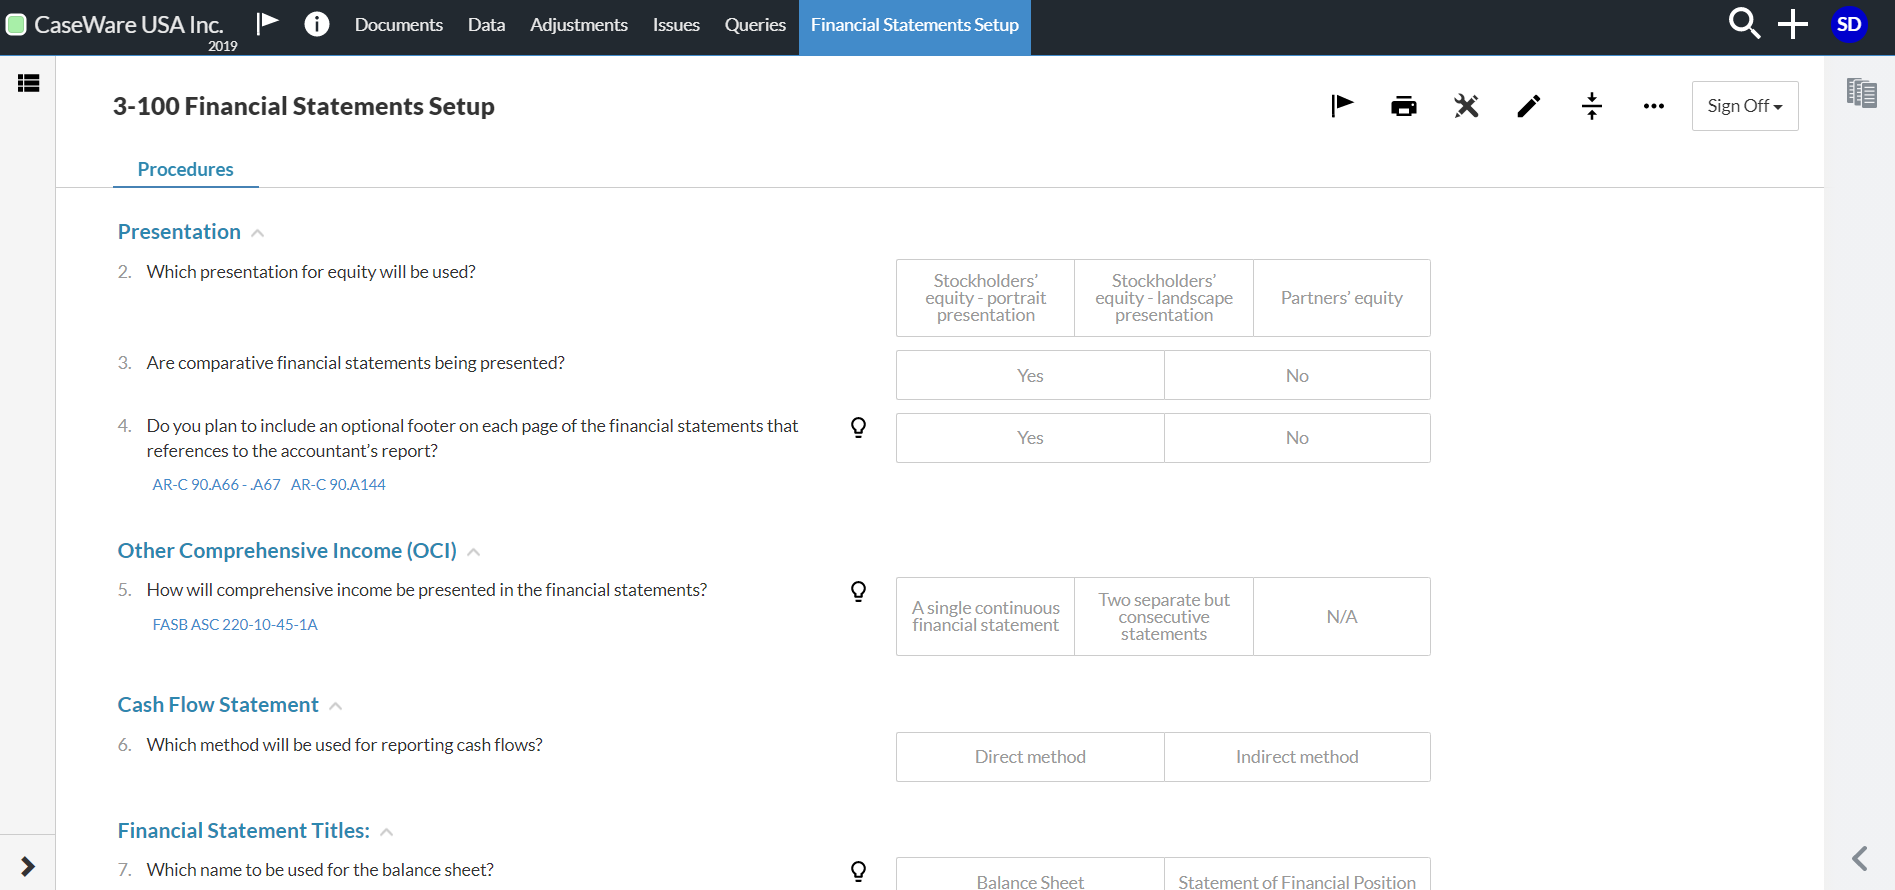 CaseWare USA Inc.
2019
Documents Data Adjustments Issues Queries Financial Statements Setup
SD
3-100 Financial Statements Setup
Sign Off
Procedures
Presentation
2. Which presentation for equity will be used?
Stockholders’
equity - portrait
presentation
Stockholders’
equity - landscape
presentation
Partners’ equity
3. Are comparative financial statements being presented?
Yes
No
4. Do you plan to include an optional footer on each page of the financial statements that
references to the accountant’s report?
Yes
No
AR-C 90.A66 - .A67 AR-C 90.A144
Other Comprehensive Income (OCI)
5. How will comprehensive income be presented in the financial statements?
FASB ASC 220-10-45-1A
A single continuous
financial statement
Two separate but
consecutive
statements
N/A
Cash Flow Statement
6. Which method will be used for reporting cash flows?
Direct method
Indirect method
Financial Statement Titles:
7. Which name to be used for the balance sheet?
Balance Sheet
Statement of Financial Position